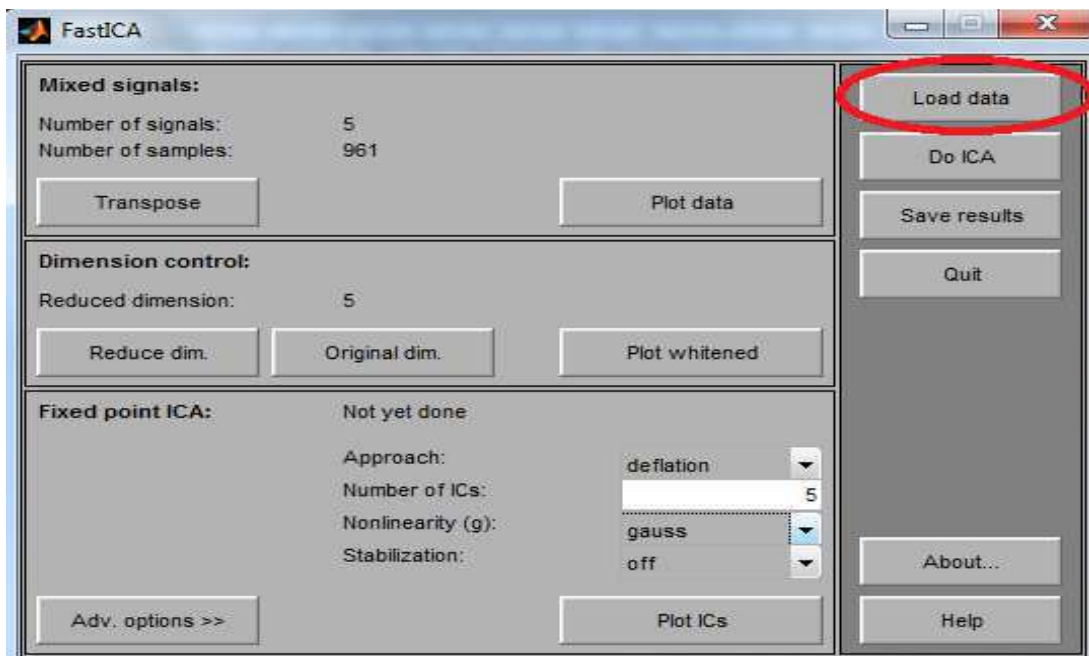 FastICA
Mixed signals:
Number of signals: 5
Number of samples: 961
Transpose Plot data
Dimension control:
Reduced dimension: 5
Reduce dim. Original dim. Plot whitened
Fixed point ICA: Not yet done
Approach: deflation
Number of ICs: 5
Nonlinearity (g): gauss
Stabilization: off
Adv. options >> Plot ICs
Load data
Do ICA
Save results
Quit
About...
Help